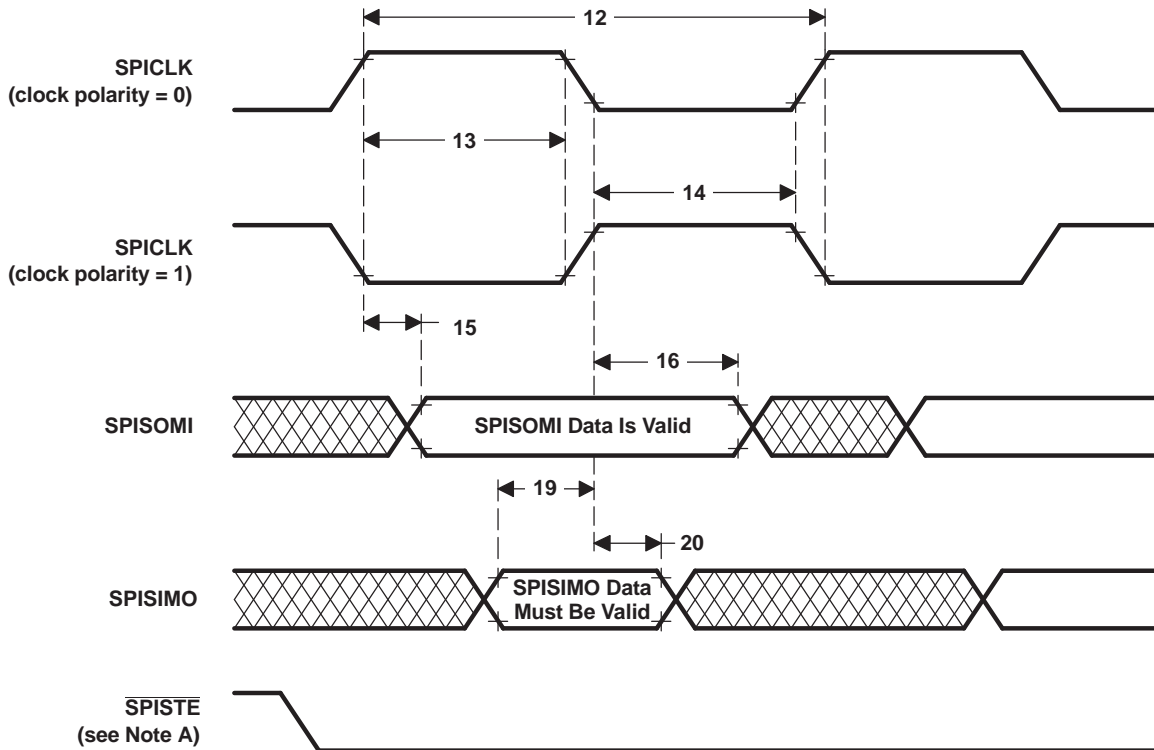 12
SPICLK
(clock polarity = 0)
13
14
SPICLK
(clock polarity = 1)
15
16
SPISOMI
SPISOMI Data Is Valid
19
20
SPISIMO
SPISIMO Data
Must Be Valid
SPISTE
(see Note A)